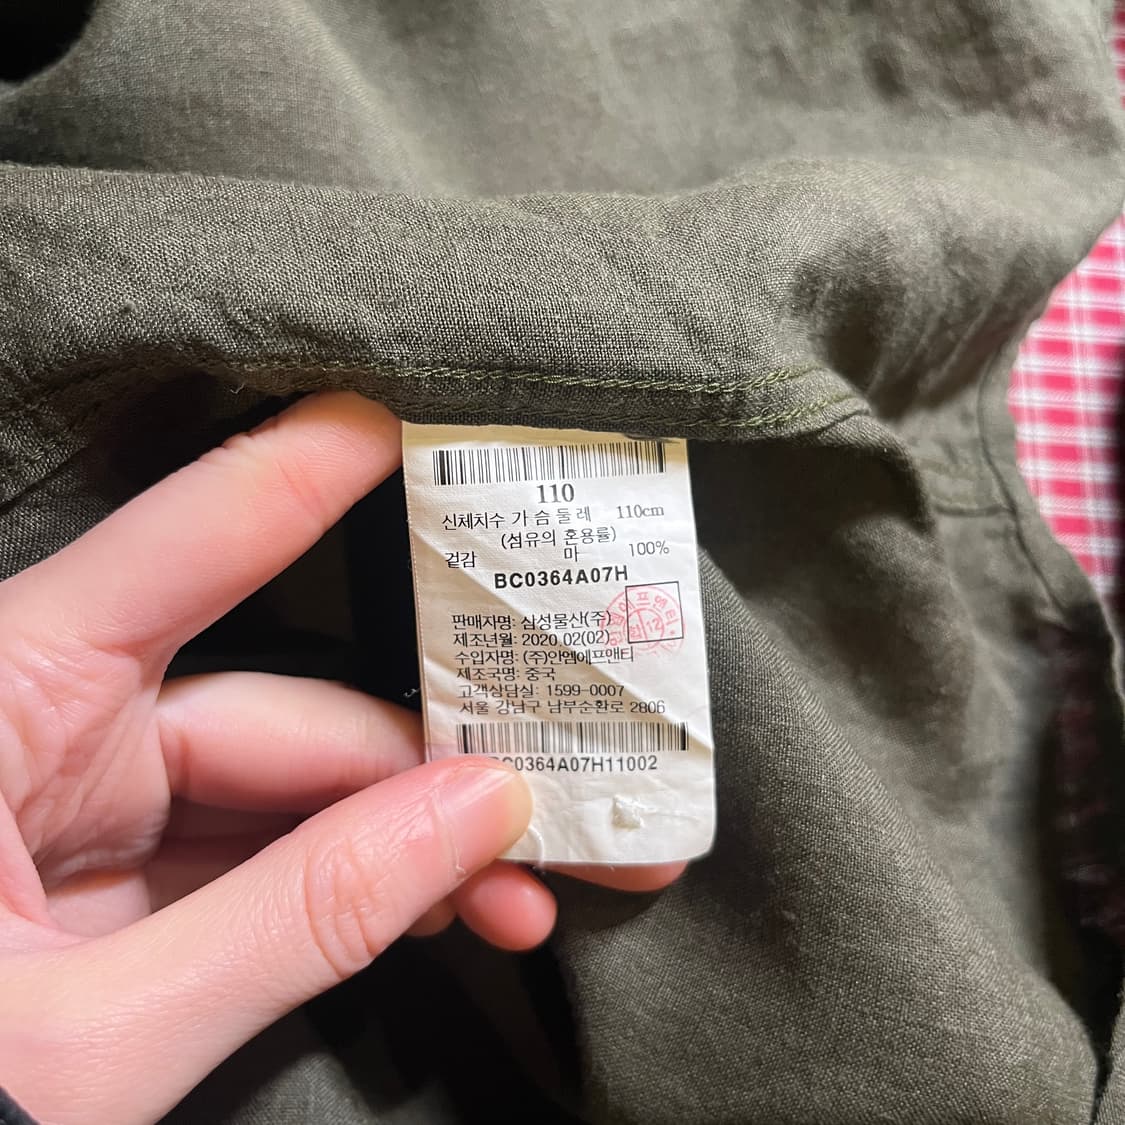 110
신체치수 가슴둘레 110cm
(섬유의 혼용률)
겉감 마 100%
BC0364A07H
판매자명: 삼성물산(주)
제조년월: 2020.02(02)
수입자명: (주)안엠에프앤티
제조국명: 중국
고객상담실: 1599-0007
서울 강남구 남부순환로 2806
C0364A07H11002